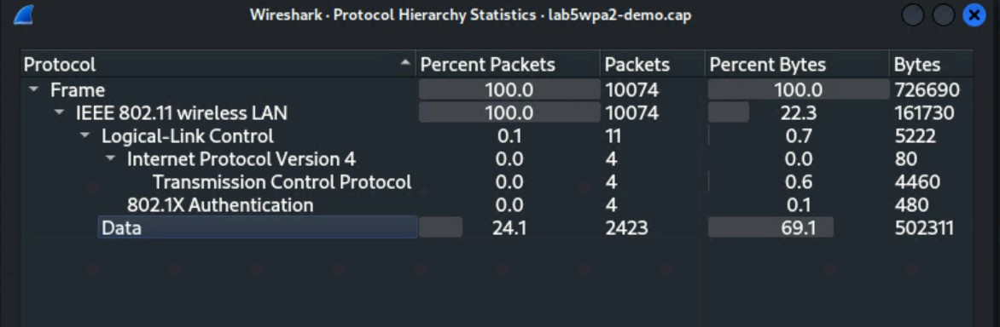 Wireshark · Protocol Hierarchy Statistics · lab5wpa2-demo.cap
Protocol Percent Packets Packets Percent Bytes Bytes
Frame 100.0 10074 100.0 726690
IEEE 802.11 wireless LAN 100.0 10074 22.3 161730
Logical-Link Control 0.1 11 0.7 5222
Internet Protocol Version 4 0.0 4 0.0 80
Transmission Control Protocol 0.0 4 0.6 4460
802.1X Authentication 0.0 4 0.1 480
Data 24.1 2423 69.1 502311